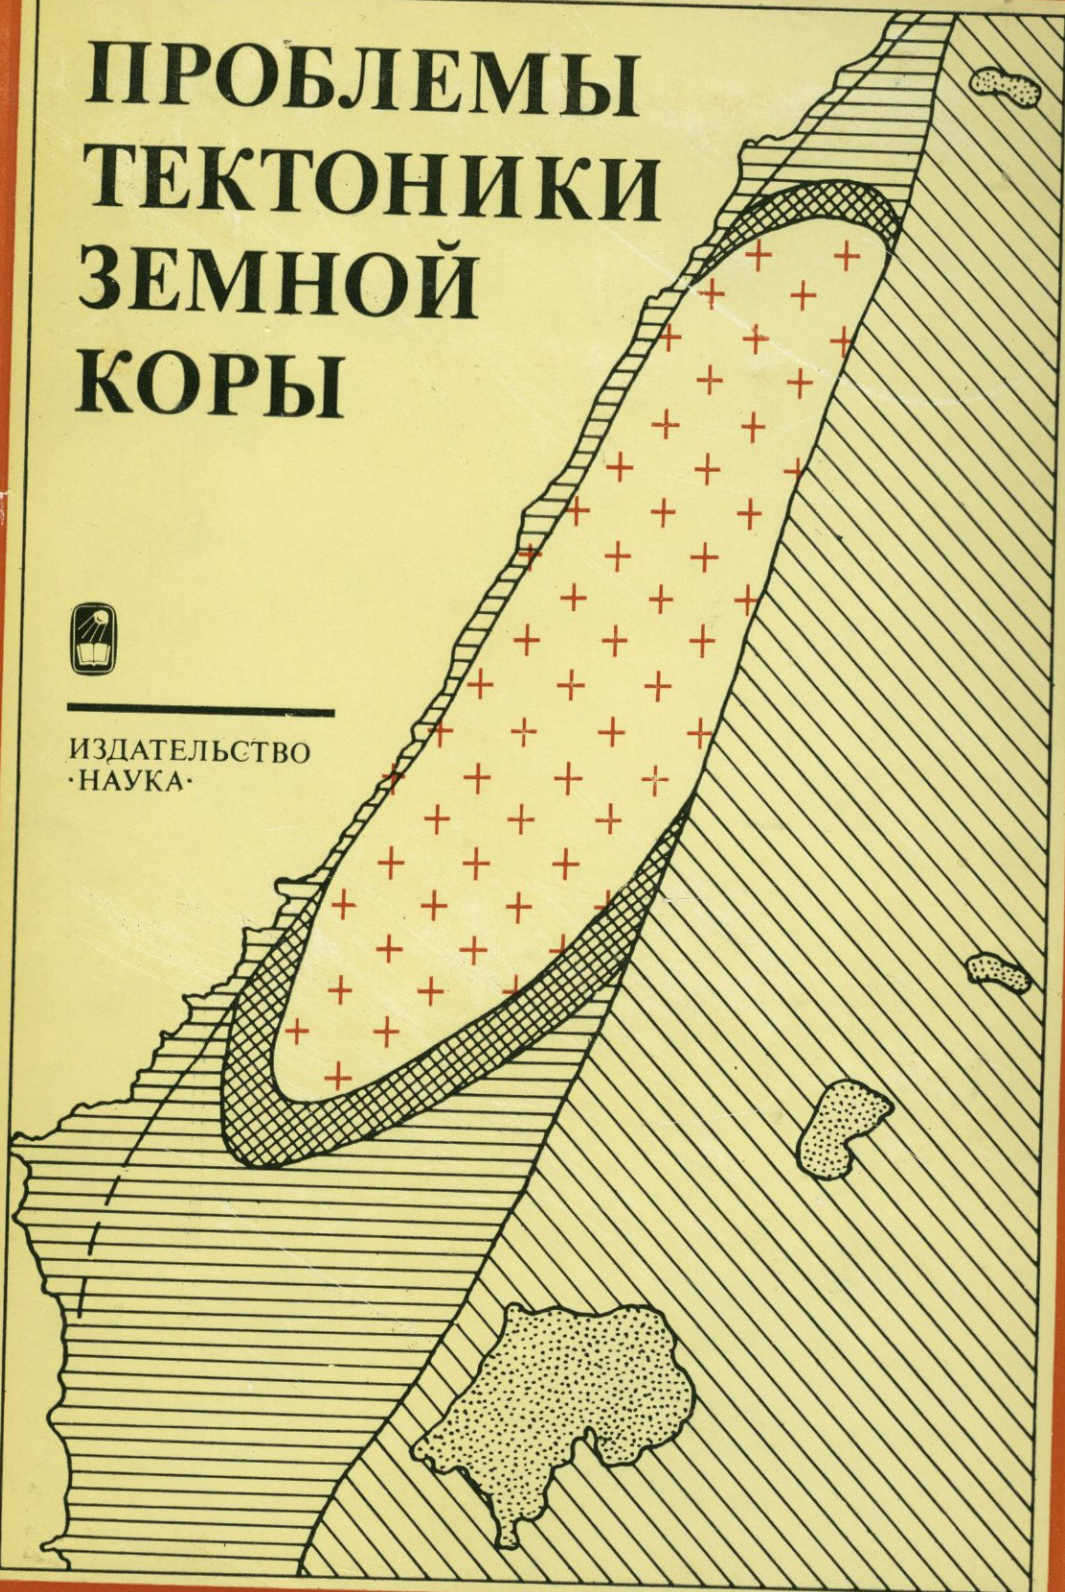 ПРОБЛЕМЫ
ТЕКТОНИКИ
ЗЕМНОЙ
КОРЫ
ИЗДАТЕЛЬСТВО
·НАУКА·